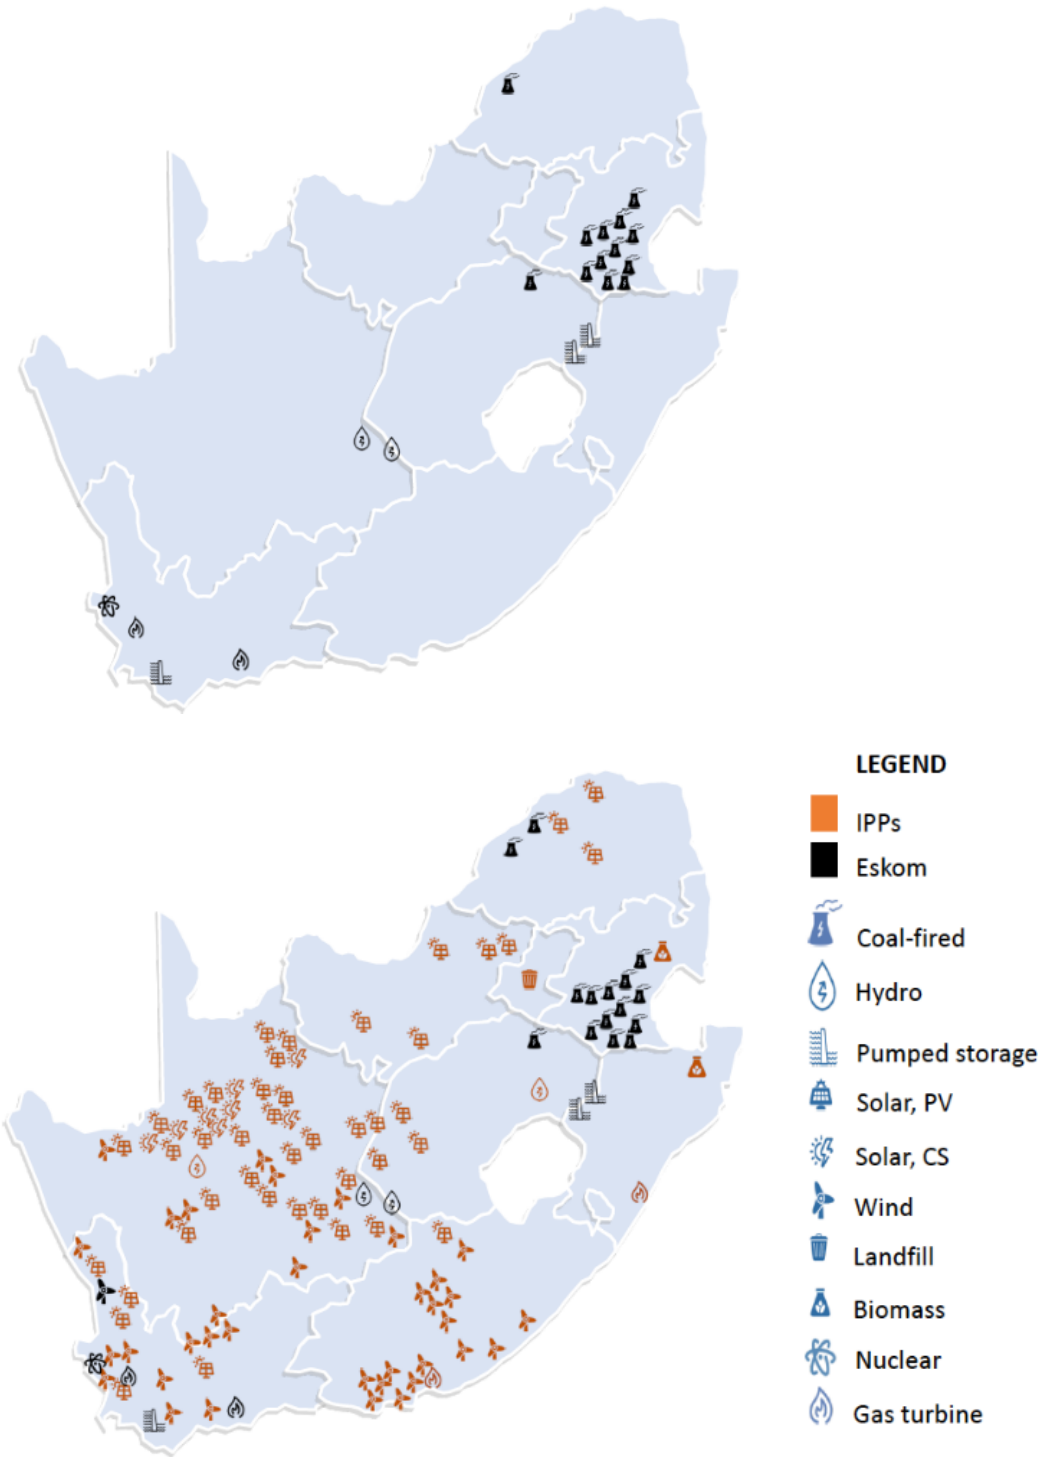 LEGEND
IPPs
Eskom
Coal-fired
Hydro
Pumped storage
Solar, PV
Solar, CS
Wind
Landfill
Biomass
Nuclear
Gas turbine